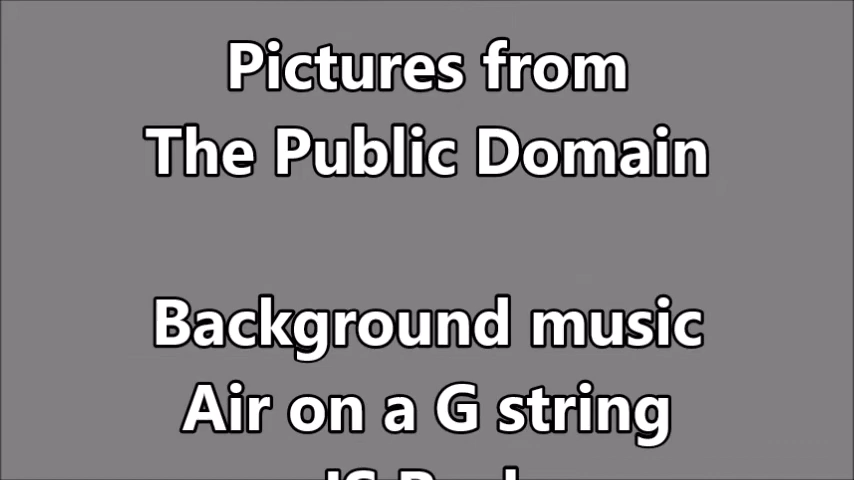 Pictures from
The Public Domain
Background music
Air on a G string